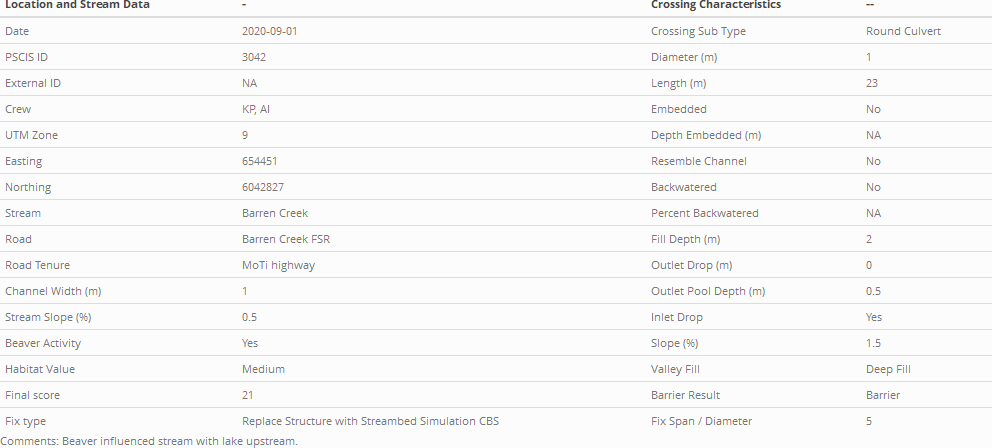 Location and Stream Data - Crossing Characteristics --
Date 2020-09-01 Crossing Sub Type Round Culvert
PSCIS ID 3042 Diameter (m) 1
External ID NA Length (m) 23
Crew KP, AI Embedded No
UTM Zone 9 Depth Embedded (m) NA
Easting 654451 Resemble Channel No
Northing 6042827 Backwatered No
Stream Barren Creek Percent Backwatered NA
Road Barren Creek FSR Fill Depth (m) 2
Road Tenure MoTi highway Outlet Drop (m) 0
Channel Width (m) 1 Outlet Pool Depth (m) 0.5
Stream Slope (%) 0.5 Inlet Drop Yes
Beaver Activity Yes Slope (%) 1.5
Habitat Value Medium Valley Fill Deep Fill
Final score 21 Barrier Result Barrier
Fix type Replace Structure with Streambed Simulation CBS Fix Span / Diameter 5
Comments: Beaver influenced stream with lake upstream.